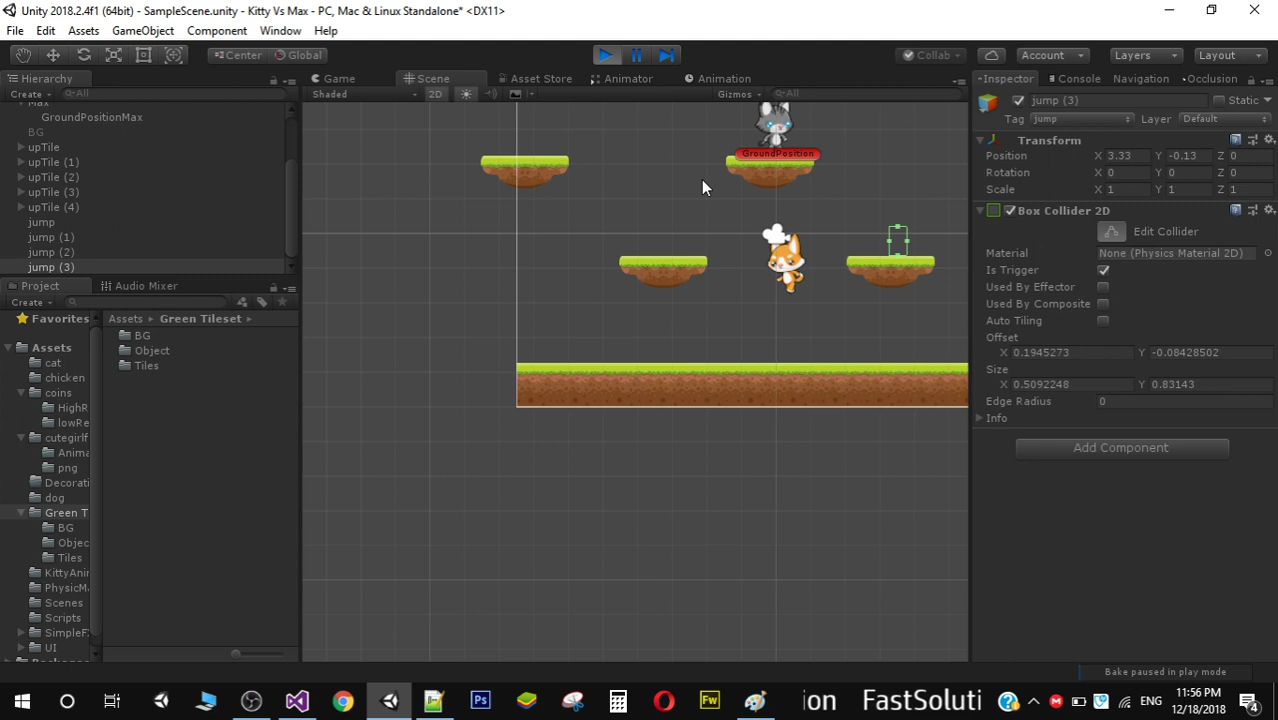 Unity 2018.2.4f1 (64bit) - SampleScene.unity - Kitty Vs Max - PC, Mac & Linux Standalone* <DX11>
File Edit Assets GameObject Component Window Help
Center Global Collab Account Layers Layout
Hierarchy
Create All
Max
GroundPositionMax
BG
upTile
upTile (1)
upTile (2)
upTile (3)
upTile (4)
jump
jump (1)
jump (2)
jump (3)
Game Scene Asset Store Animator Animation
Shaded 2D Gizmos All
GroundPosition
Project Audio Mixer
Create
Favorites
Assets
cat
chicken
coins
HighR
lowRe
cutegirlf
Anima
png
Decorati
dog
Green T
BG
Objec
Tiles
KittyAnir
PhysicMa
Scenes
Scripts
SimpleF
UI
Assets Green Tileset
BG
Object
Tiles
Inspector Console Navigation Occlusion
jump (3) Static
Tag jump Layer Default
Transform
Position X 3.33 Y -0.13 Z 0
Rotation X 0 Y 0 Z 0
Scale X 1 Y 1 Z 1
Box Collider 2D
Edit Collider
Material None (Physics Material 2D)
Is Trigger
Used By Effector
Used By Composite
Auto Tiling
Offset
X 0.1945273 Y -0.08428502
Size
X 0.5092248 Y 0.83143
Edge Radius 0
Info
Add Component
Bake paused in play mode
Ps Fw ion FastSoluti ENG 11:56 PM
12/18/2018 4